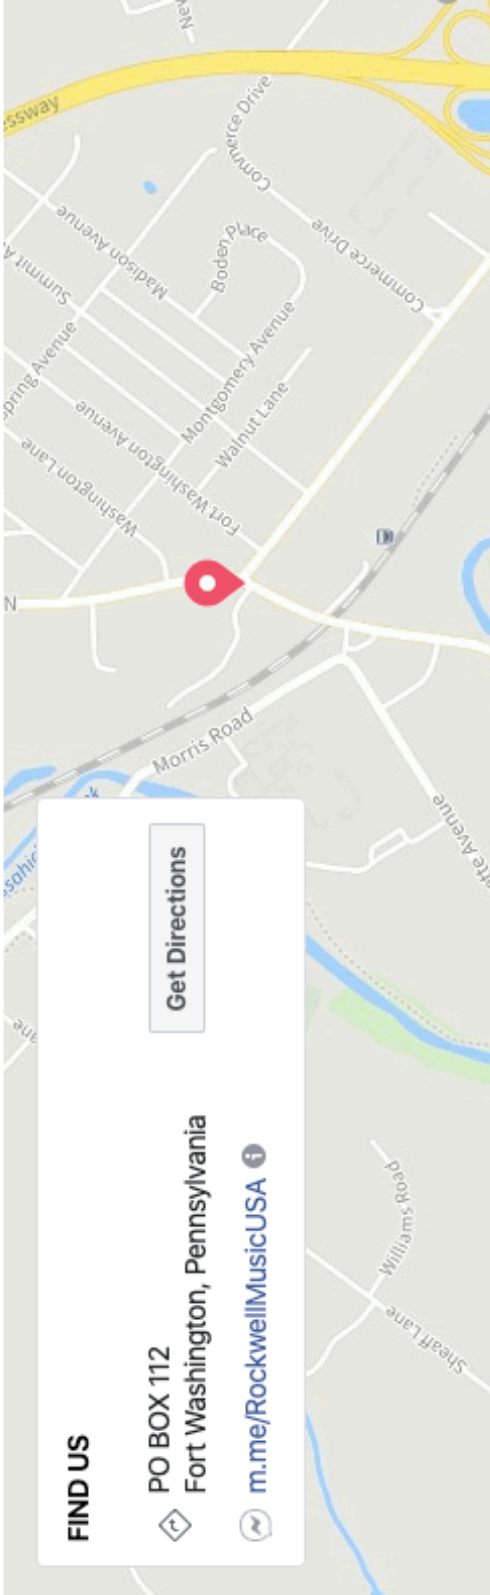 FIND US
PO BOX 112
Get Directions
Fort Washington, Pennsylvania
m.me/RockwellMusicUSA
Morris Road
Washington Lane
Fort Washington Avenue
Spring Avenue
Summit
Madison Avenue
Montgomery Avenue
Walnut Lane
Boden Place
Commerce Drive
Commerce Drive
Commerce Drive
Williams Road
Sheaff Lane
Avenue
N